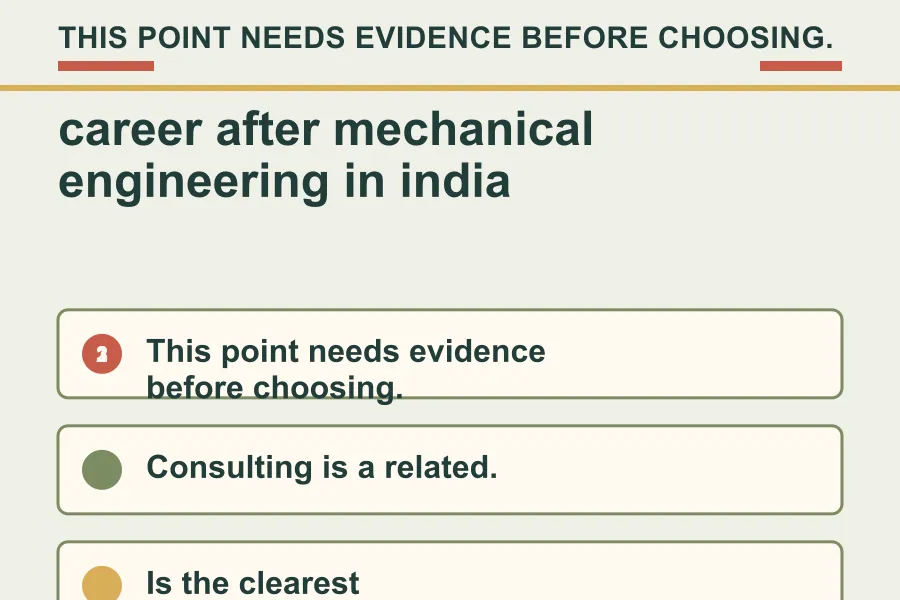 THIS POINT NEEDS EVIDENCE BEFORE CHOOSING.
career after mechanical
engineering in india
This point needs evidence
before choosing.
Consulting is a related.
Is the clearest